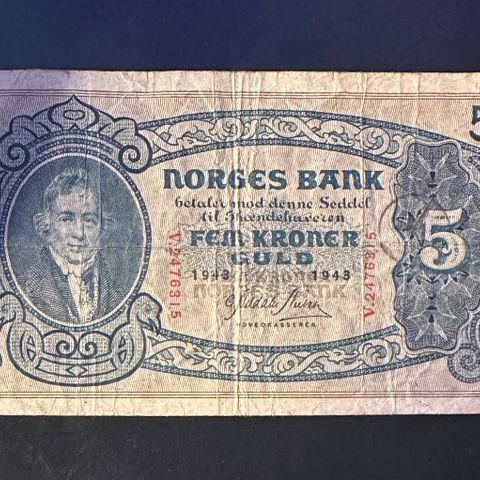 NORGES BANK
betaler mod denne Seddel
til Ihændehaveren
FEM KRONER
GULD
1943 1943
HOVEDKASSERER
V.2476315
V.2476315
5
5